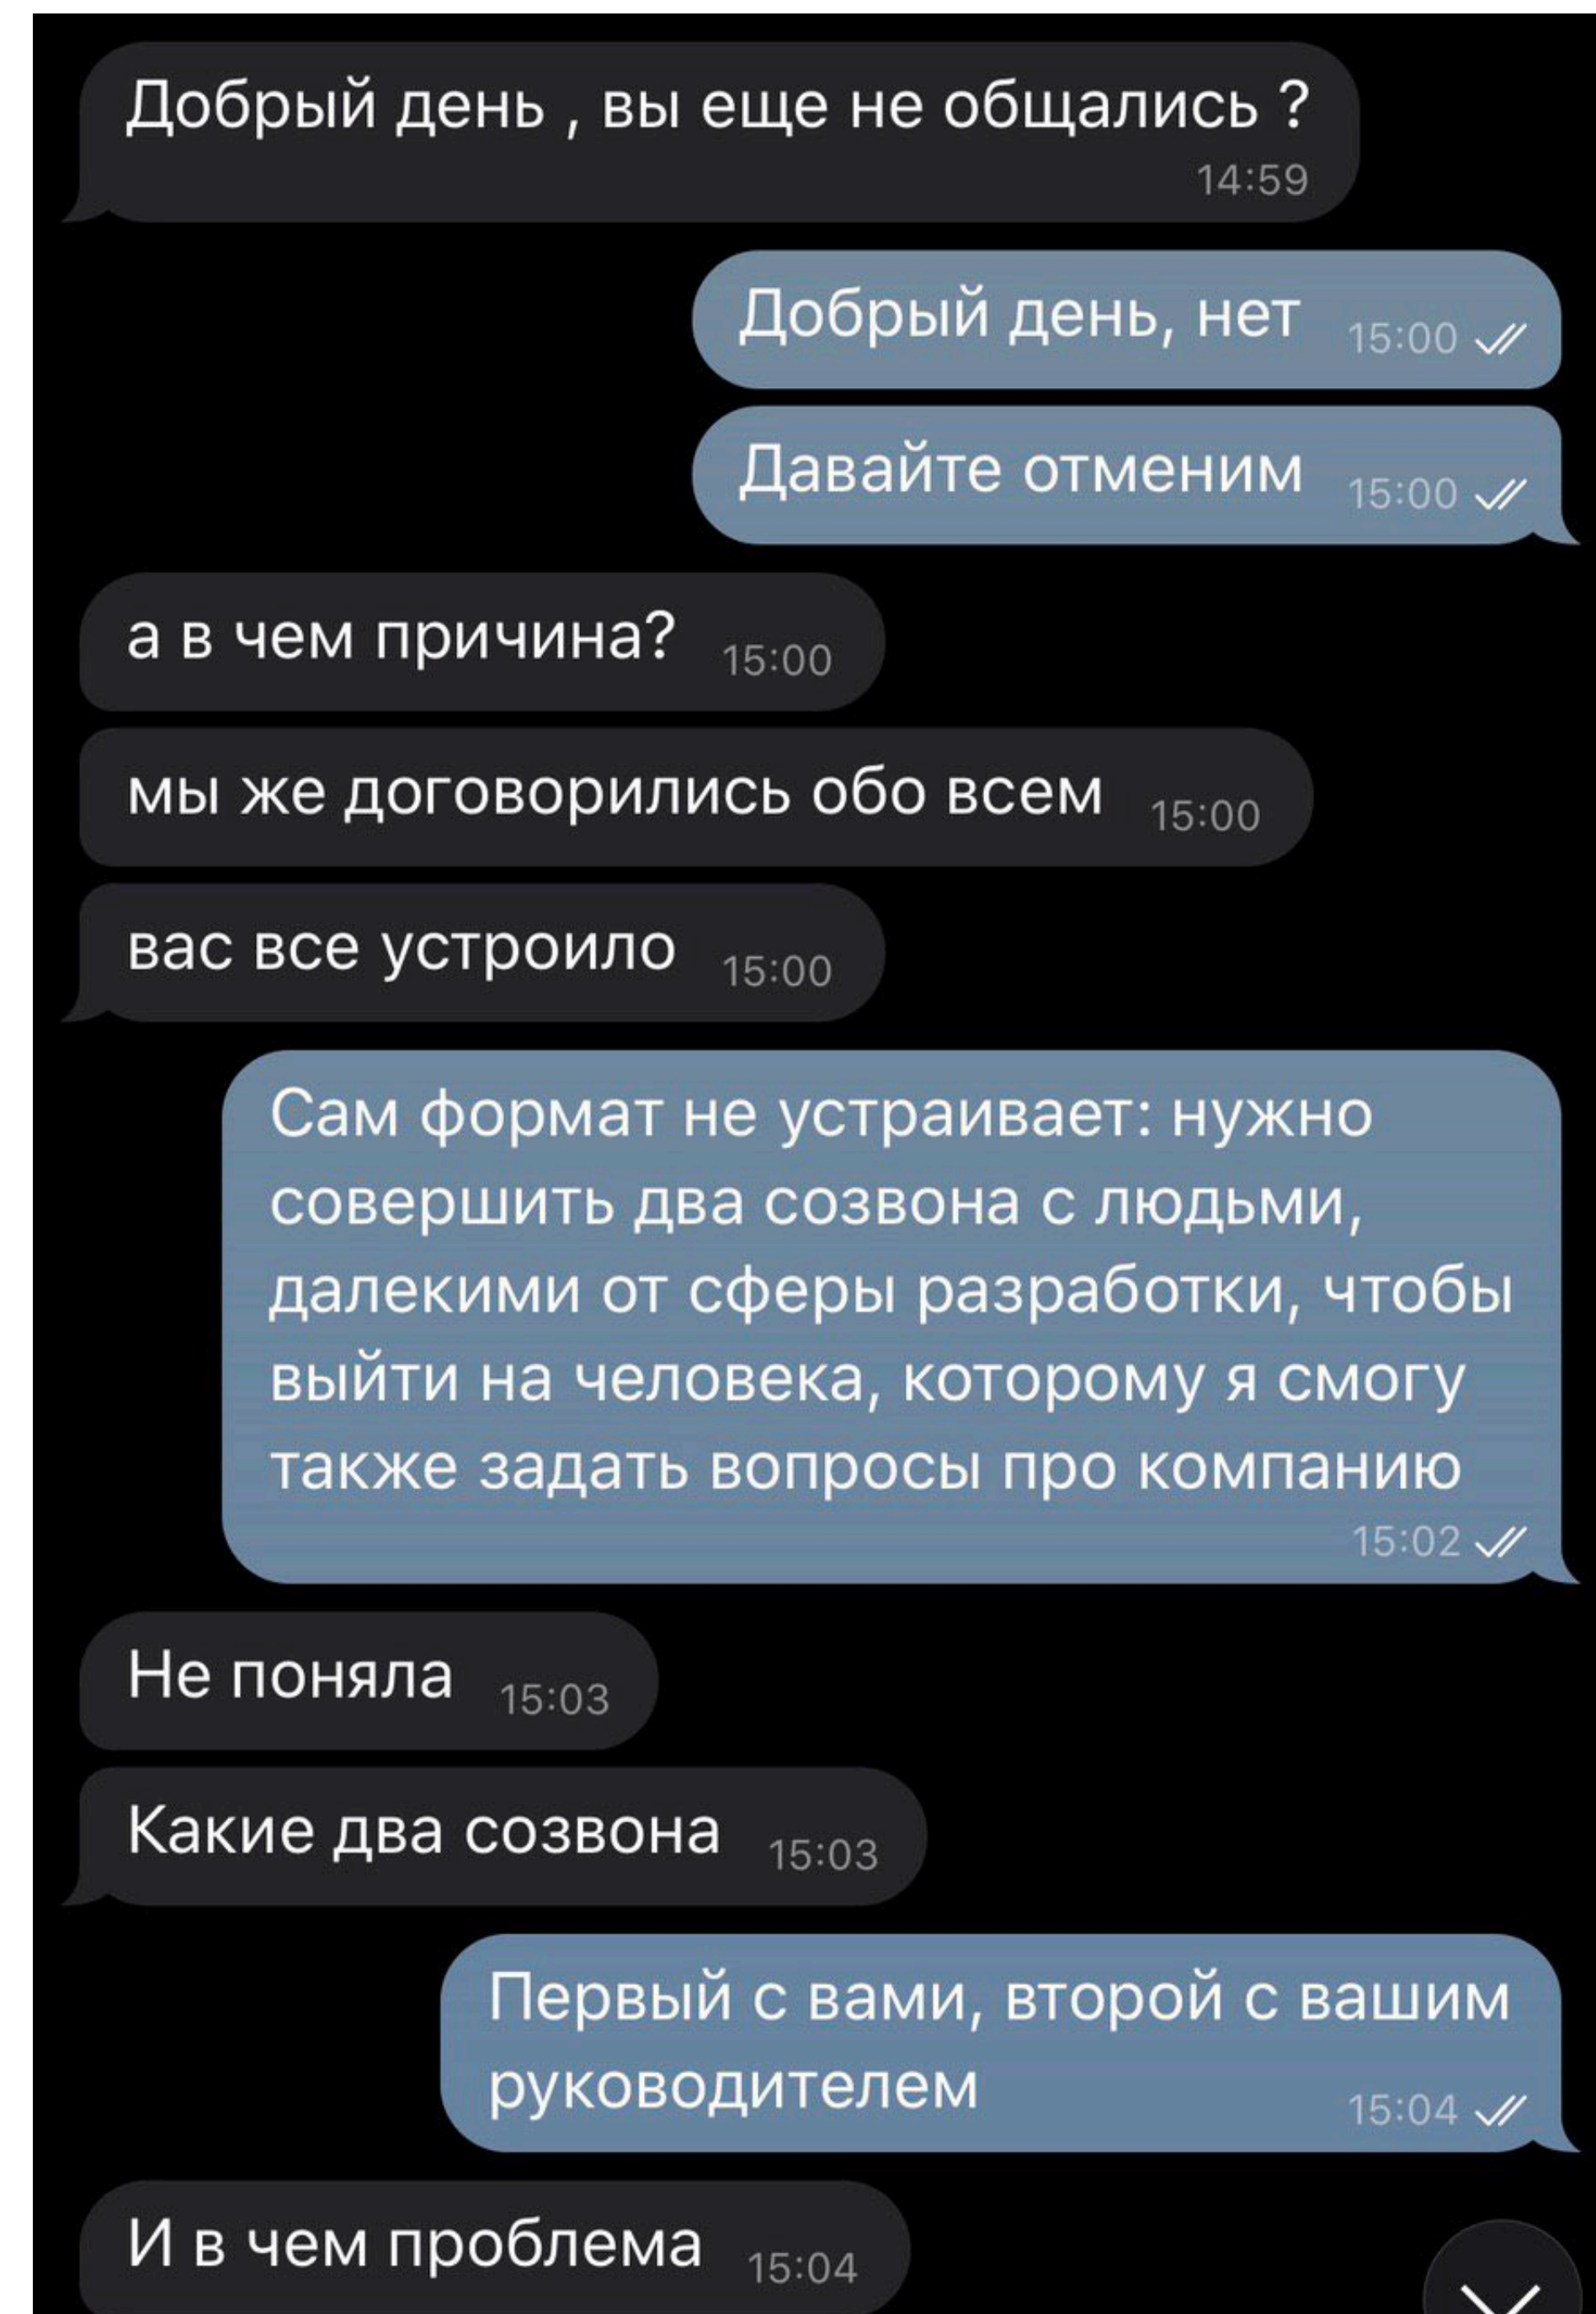 Добрый день , вы еще не общались ?
14:59
Добрый день, нет 15:00
Давайте отменим 15:00
а в чем причина? 15:00
мы же договорились обо всем 15:00
вас все устроило 15:00
Сам формат не устраивает: нужно
совершить два созвона с людьми,
далекими от сферы разработки, чтобы
выйти на человека, которому я смогу
также задать вопросы про компанию
15:02
Не поняла 15:03
Какие два созвона 15:03
Первый с вами, второй с вашим
руководителем 15:04
И в чем проблема 15:04